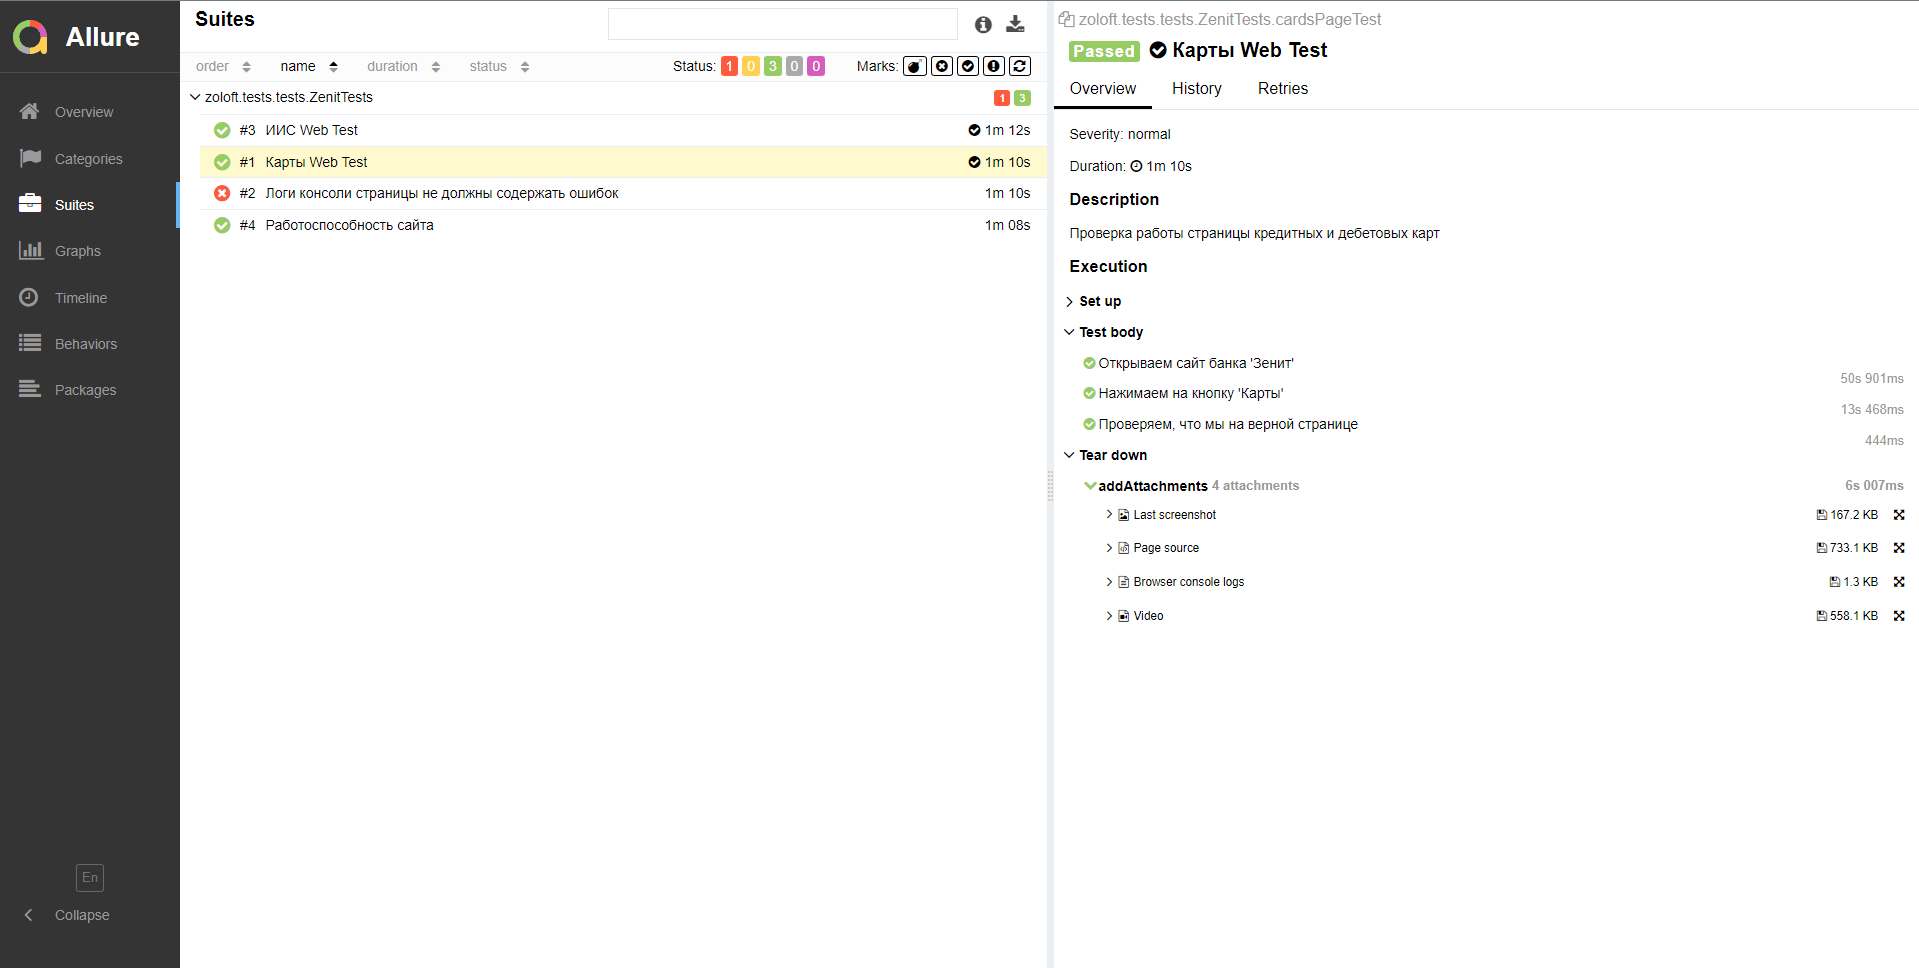 Allure
Overview
Categories
Suites
Graphs
Timeline
Behaviors
Packages
En
Collapse
Suites
order name duration status Status: 1 0 3 0 0 Marks:
zoloft.tests.tests.ZenitTests 1 3
#3 ИИС Web Test 1m 12s
#1 Карты Web Test 1m 10s
#2 Логи консоли страницы не должны содержать ошибок 1m 10s
#4 Работоспособность сайта 1m 08s
zoloft.tests.tests.ZenitTests.cardsPageTest
Passed Карты Web Test
Overview History Retries
Severity: normal
Duration: 1m 10s
Description
Проверка работы страницы кредитных и дебетовых карт
Execution
Set up
Test body
Открываем сайт банка 'Зенит'
50s 901ms
Нажимаем на кнопку 'Карты'
13s 468ms
Проверяем, что мы на верной странице
444ms
Tear down
addAttachments 4 attachments 6s 007ms
Last screenshot 167.2 KB
Page source 733.1 KB
Browser console logs 1.3 KB
Video 558.1 KB